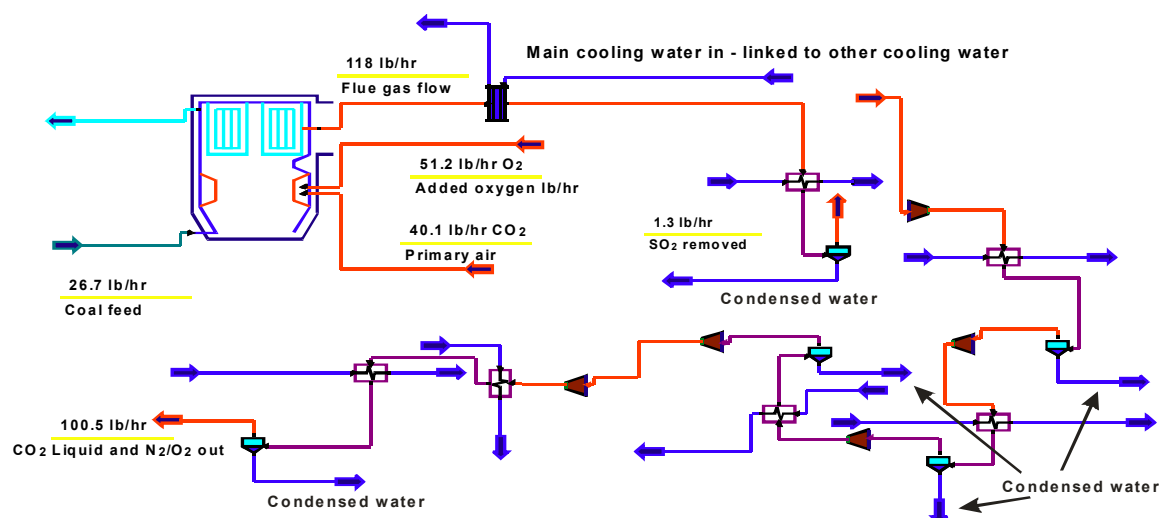 Main cooling water in - linked to other cooling water
118 lb/hr
Flue gas flow
51.2 lb/hr O₂
Added oxygen lb/hr
40.1 lb/hr CO₂
Primary air
1.3 lb/hr
SO₂ removed
26.7 lb/hr
Coal feed
Condensed water
100.5 lb/hr
CO₂ Liquid and N₂/O₂ out
Condensed water
Condensed water